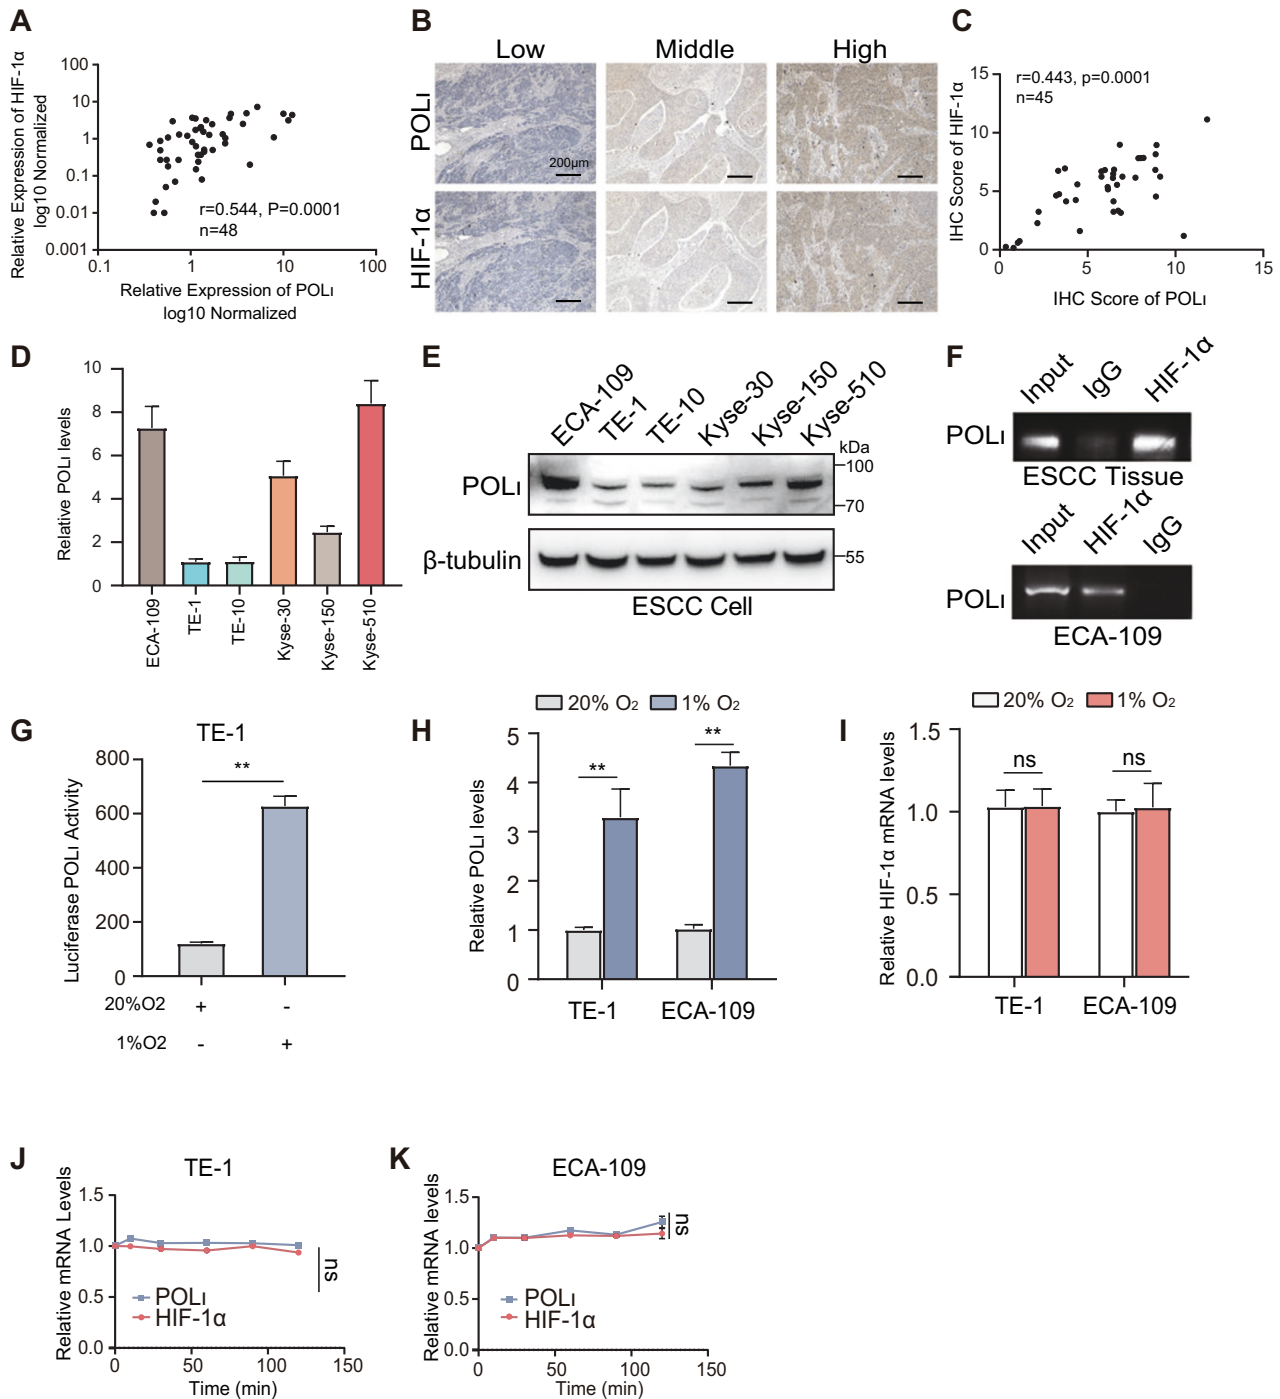 A
Relative Expression of HIF-1α
log10 Normalized
100
10
1
0.1
0.01
0.001
r=0.544, P=0.0001
n=48
0.1
1
10
100
Relative Expression of POLι
log10 Normalized
B
Low
Middle
High
POLι
200μm
HIF-1α
C
IHC Score of HIF-1α
15
10
5
0
r=0.443, p=0.0001
n=45
0
5
10
15
IHC Score of POLι
D
Relative POLι levels
10
8
6
4
2
0
ECA-109
TE-1
TE-10
Kyse-30
Kyse-150
Kyse-510
E
ECA-109
TE-1
TE-10
Kyse-30
Kyse-150
Kyse-510
kDa
POLι
100
70
β-tubulin
55
ESCC Cell
F
Input
IgG
HIF-1α
POLι
ESCC Tissue
Input
HIF-1α
IgG
POLι
ECA-109
G
TE-1
Luciferase POLι Activity
800
600
400
200
0
**
20%O2
+
-
1%O2
-
+
H
20% O2
1% O2
Relative POLι levels
5
4
3
2
1
0
**
**
TE-1
ECA-109
I
20% O2
1% O2
Relative HIF-1α mRNA levels
1.5
1.0
0.5
0.0
ns
ns
TE-1
ECA-109
J
TE-1
Relative mRNA Levels
1.5
1.0
0.5
0.0
POLι
HIF-1α
ns
0
50
100
150
Time (min)
K
ECA-109
Relative mRNA levels
1.5
1.0
0.5
0.0
POLι
HIF-1α
ns
0
50
100
150
Time (min)